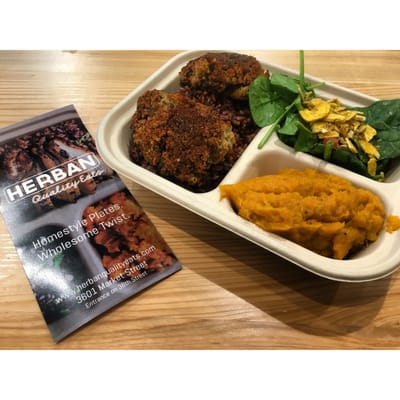 HERBAN
Quality Eats
Homestyle Plates.
Wholesome Twist.
www.herbanqualityeats.com
3601 Market Street
Entrance on 36th Street